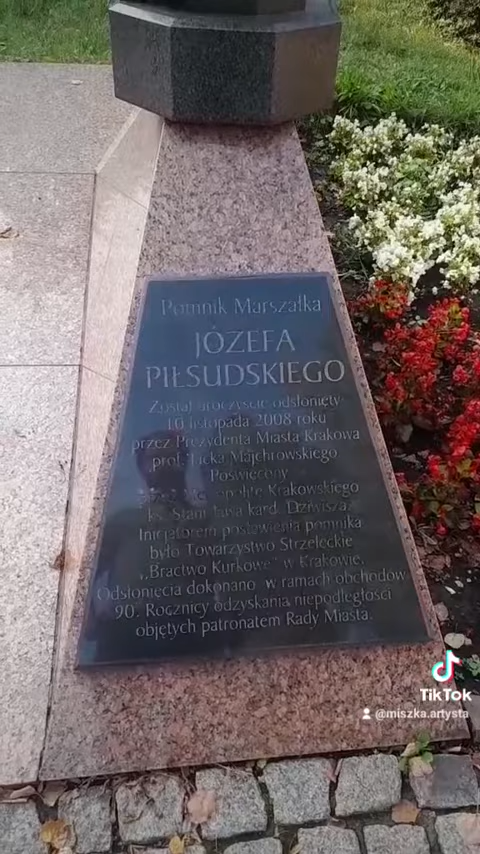 Pomnik Marszałka
JÓZEFA
PIŁSUDSKIEGO
Został uroczyście odsłonięty
10 listopada 2008 roku
przez Prezydenta Miasta Krakowa
prof. Jacka Majchrowskiego
Poświęcony
przez Metropolitę Krakowskiego
ks. Stanisława kard. Dziwisza.
Inicjatorem postawienia pomnika
było Towarzystwo Strzeleckie
„Bractwo Kurkowe" w Krakowie.
Odsłonięcia dokonano w ramach obchodów
90. Rocznicy odzyskania niepodległości
objętych patronatem Rady Miasta.
TikTok
@miszka.artysta